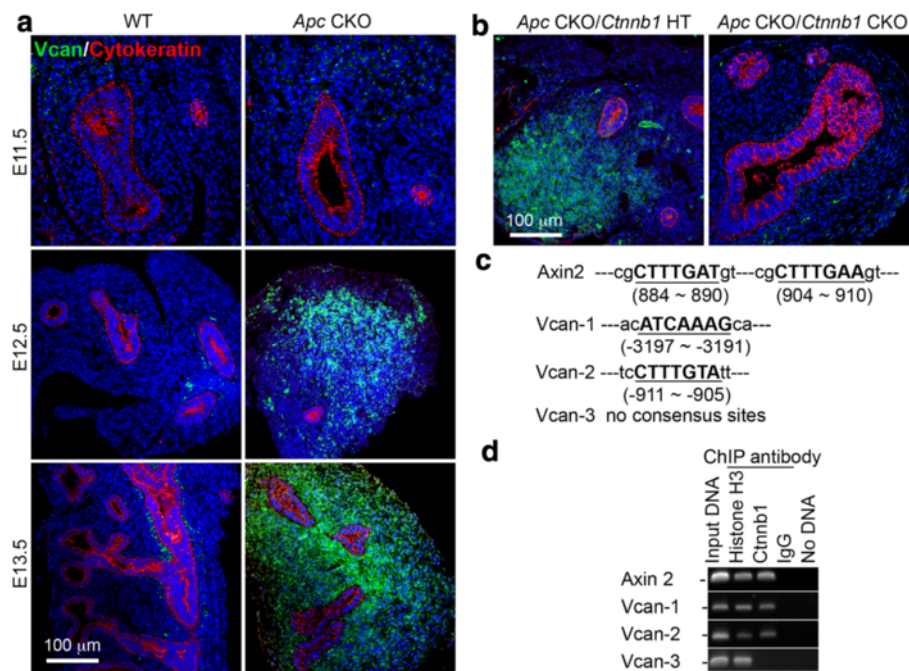 a
WT
Apc CKO
Vcan/Cytokeratin
E11.5
E12.5
E13.5
100 µm
b
Apc CKO/Ctnnb1 HT
Apc CKO/Ctnnb1 CKO
100 µm
c
Axin2 ---cgCTTTGATgt---cgCTTTGAAgt---
(884 ~ 890) (904 ~ 910)
Vcan-1 ---acATCAAAGca---
(-3197 ~ -3191)
Vcan-2 ---tcCTTTGTAtt---
(-911 ~ -905)
Vcan-3 no consensus sites
d
ChIP antibody
Input DNA
Histone H3
Ctnnb1
IgG
No DNA
Axin 2
Vcan-1
Vcan-2
Vcan-3